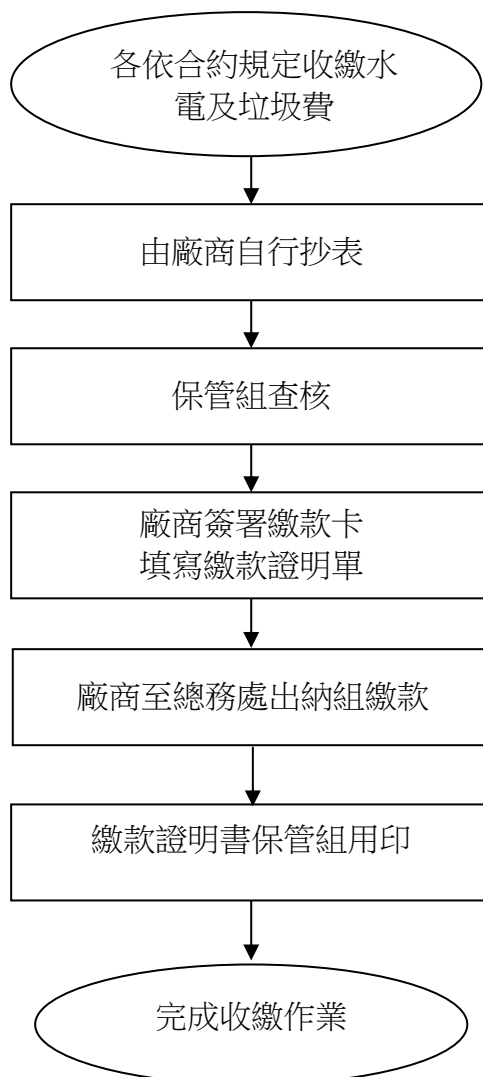 各依合約規定收繳水
電及垃圾費
由廠商自行抄表
保管組查核
廠商簽署繳款卡
填寫繳款證明單
廠商至總務處出納組繳款
繳款證明書保管組用印
完成收繳作業